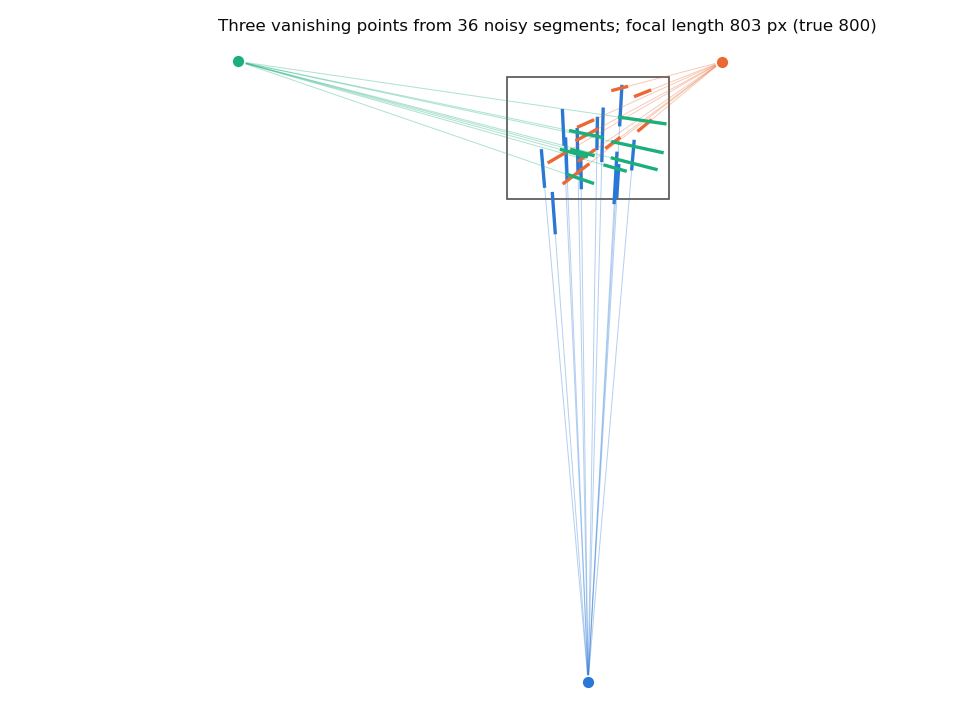 Three vanishing points from 36 noisy segments; focal length 803 px (true 800)